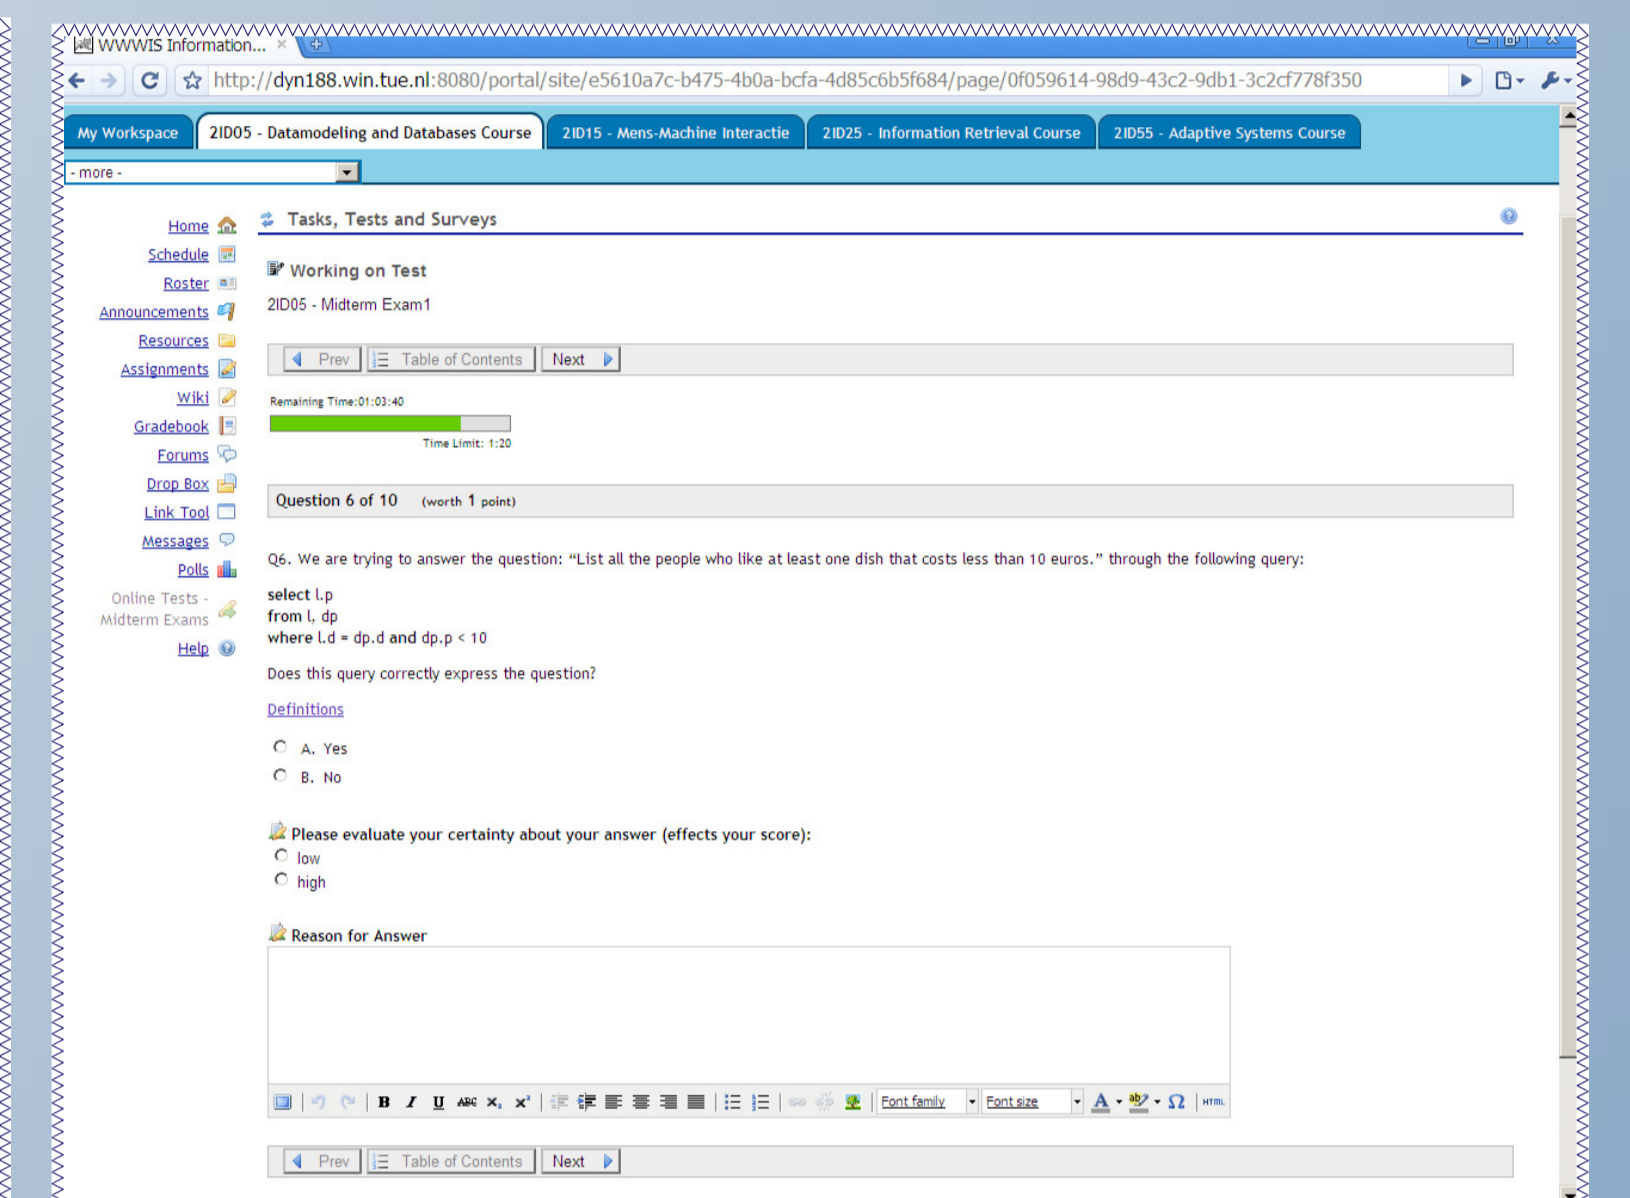 WWWIS Information...
http://dyn188.win.tue.nl:8080/portal/site/e5610a7c-b475-4b0a-bcfa-4d85c6b5f684/page/0f059614-98d9-43c2-9db1-3c2cf778f350
My Workspace 2ID05 - Datamodeling and Databases Course 2ID15 - Mens-Machine Interactie 2ID25 - Information Retrieval Course 2ID55 - Adaptive Systems Course
- more -
Home
Schedule
Roster
Announcements
Resources
Assignments
Wiki
Gradebook
Forums
Drop Box
Link Tool
Messages
Polls
Online Tests -
Midterm Exams
Help
Tasks, Tests and Surveys
Working on Test
2ID05 - Midterm Exam1
Prev Table of Contents Next
Remaining Time:01:03:40
Time Limit: 1:20
Question 6 of 10 (worth 1 point)
Q6. We are trying to answer the question: “List all the people who like at least one dish that costs less than 10 euros.” through the following query:
select l.p
from l, dp
where l.d = dp.d and dp.p < 10
Does this query correctly express the question?
Definitions
A. Yes
B. No
Please evaluate your certainty about your answer (effects your score):
low
high
Reason for Answer
B I U ABC x₂ x² Font family Font size A ab Ω HTML
Prev Table of Contents Next